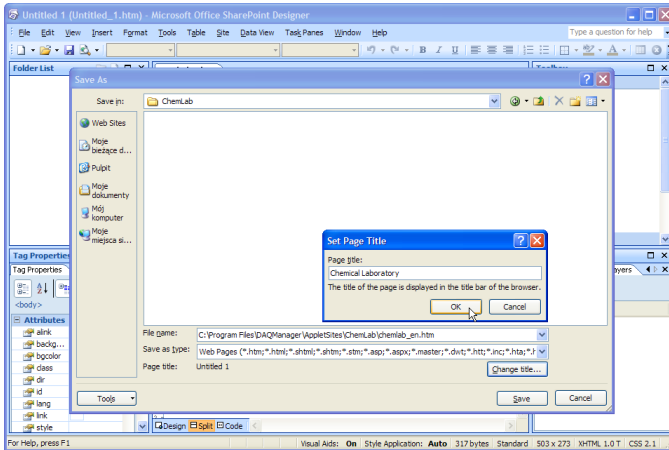 Untitled 1 (Untitled_1.htm) - Microsoft Office SharePoint Designer
File Edit View Insert Format Tools Table Site Data View Task Panes Window Help Type a question for help
B I U A
Folder List
Toolbox
Save As
Save in: ChemLab
Web Sites
Moje
bieżące d...
Pulpit
Moje
dokumenty
Mój
komputer
Moje
miejsca si...
Set Page Title
Page title:
Chemical Laboratory
The title of the page is displayed in the title bar of the browser.
OK Cancel
Tag Properties
Tag Properties
ayers
<body>
Attributes
alink
backg...
bgcolor
class
dir
id
lang
link
style
File name: C:\Program Files\DAQManager\AppletSites\ChemLab\chemlab_en.htm
Save as type: Web Pages (*.htm;*.html;*.shtml;*.shtm;*.stm;*.asp;*.aspx;*.master;*.dwt;*.htt;*.inc;*.hta;*.h
Page title: Untitled 1 Change title...
Tools Save Cancel
Design Split Code
For Help, press F1 Visual Aids: On Style Application: Auto 317 bytes Standard 503 x 273 XHTML 1.0 T CSS 2.1